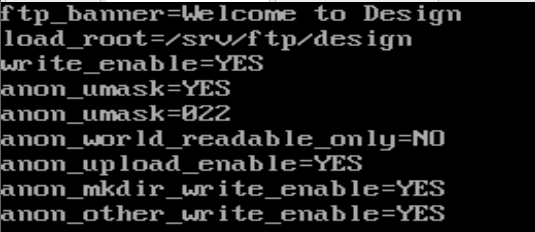 ftp_banner=Welcome to Design
load_root=/srv/ftp/design
write_enable=YES
anon_umask=YES
anon_umask=022
anon_world_readable_only=NO
anon_upload_enable=YES
anon_mkdir_write_enable=YES
anon_other_write_enable=YES